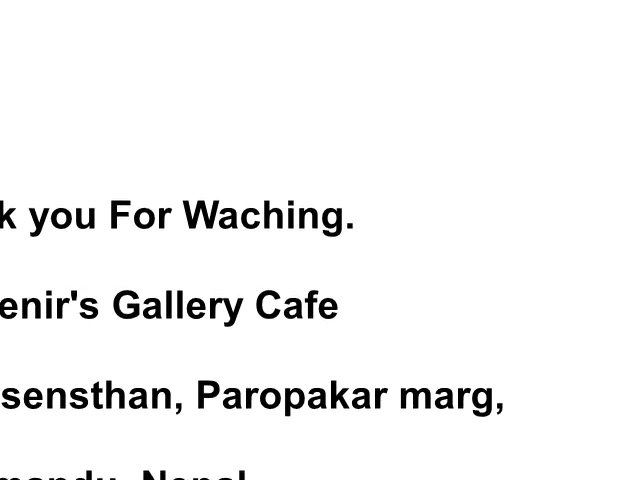 k you For Waching.
enir's Gallery Cafe
sensthan, Paropakar marg,
mandu, Nepal